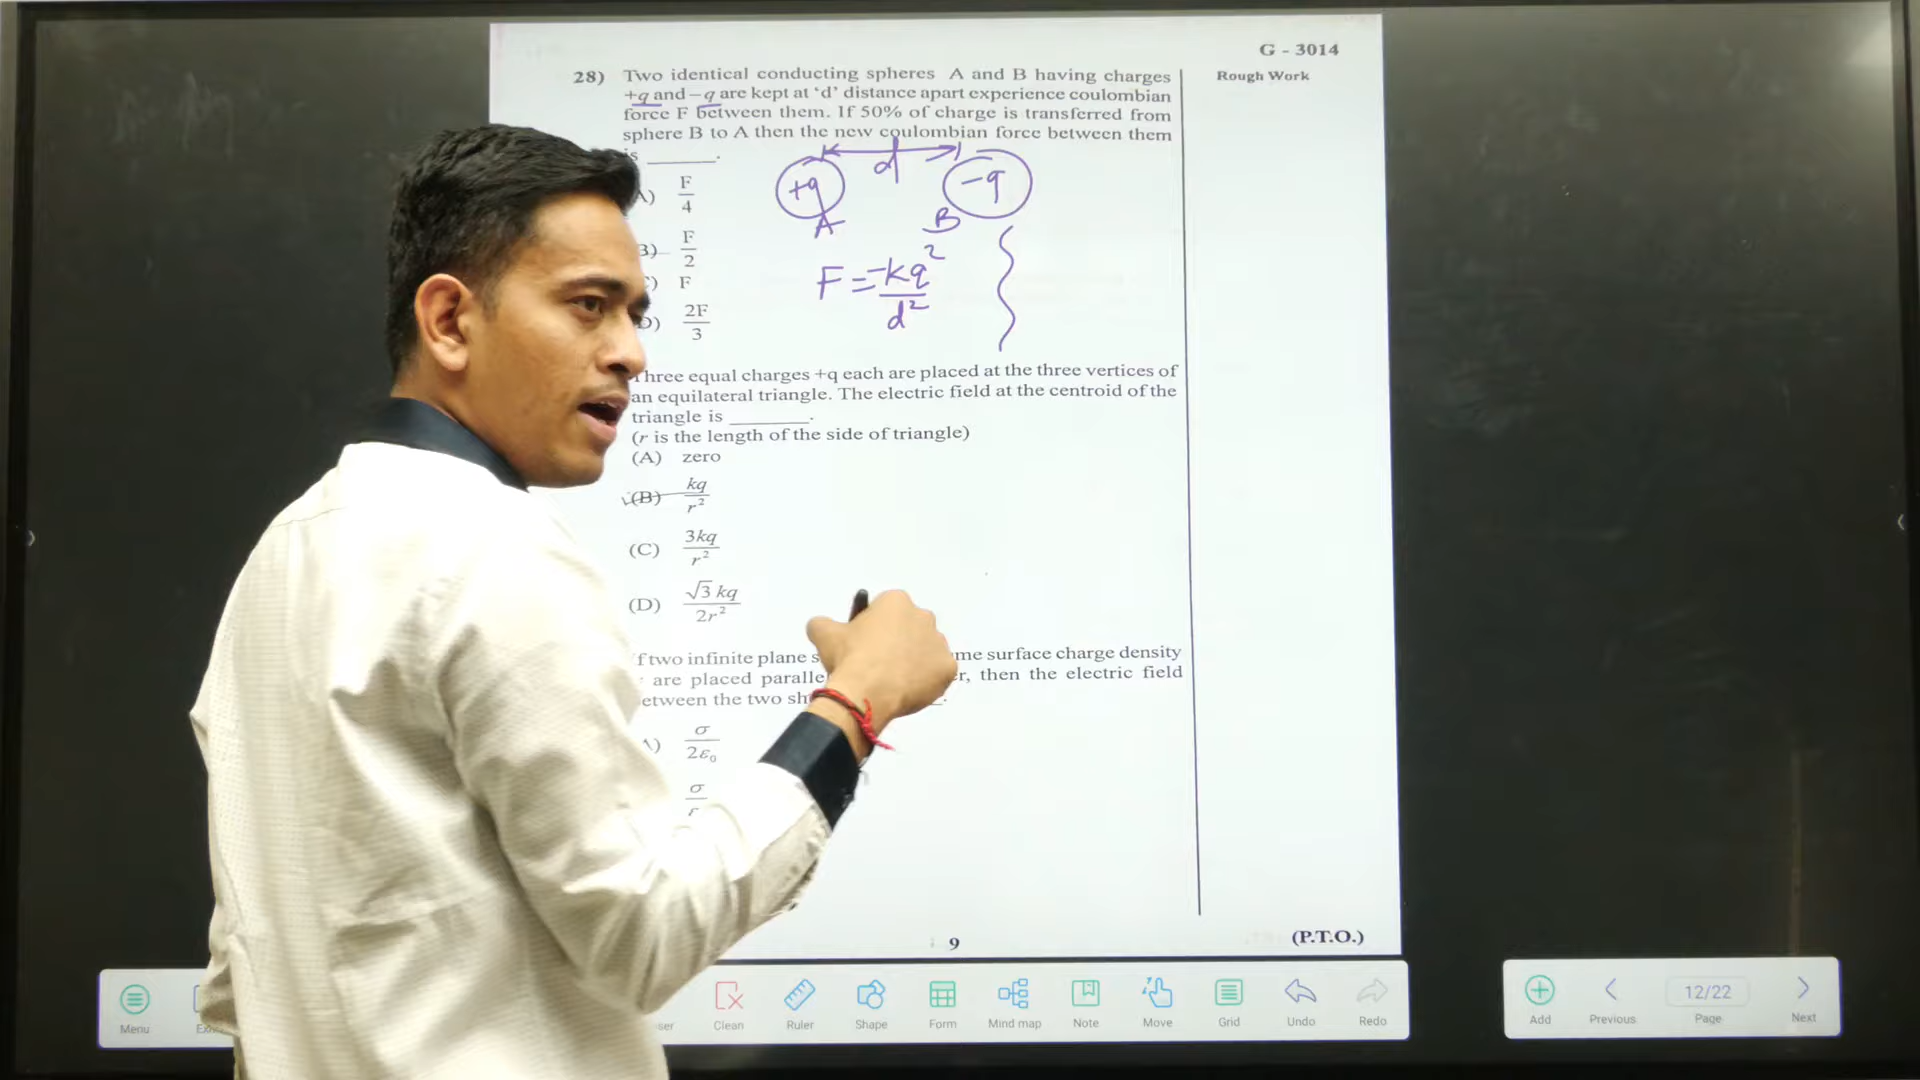 G - 3014
Rough Work
28) Two identical conducting spheres A and B having charges
+q and −q are kept at ‘d’ distance apart experience coulombian
force F between them. If 50% of charge is transferred from
sphere B to A then the new coulombian force between them
is ______.
A) F/4
B) F/2
C) F
D) 2F/3
+q
d
−q
A
B
F = -kq²/d²
Three equal charges +q each are placed at the three vertices of
an equilateral triangle. The electric field at the centroid of the
triangle is ______.
(r is the length of the side of triangle)
(A) zero
(B) kq/r²
(C) 3kq/r²
(D) √3 kq/2r²
f two infinite plane s me surface charge density
are placed paralle r, then the electric field
etween the two sh
A) σ/2ε₀
σ
9
(P.T.O.)
Menu
Clean
Ruler
Shape
Form
Mind map
Note
Move
Grid
Undo
Redo
Add
Previous
12/22
Page
Next